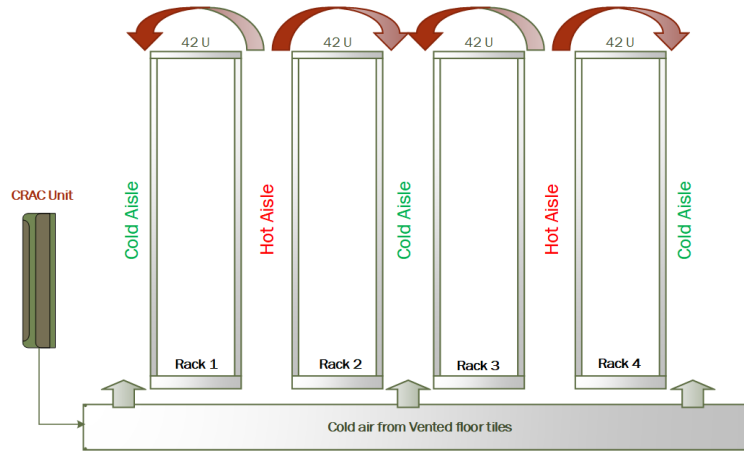 42 U
42 U
42 U
42 U
CRAC Unit
Cold Aisle
Hot Aisle
Cold Aisle
Hot Aisle
Cold Aisle
Rack 1
Rack 2
Rack 3
Rack 4
Cold air from Vented floor tiles